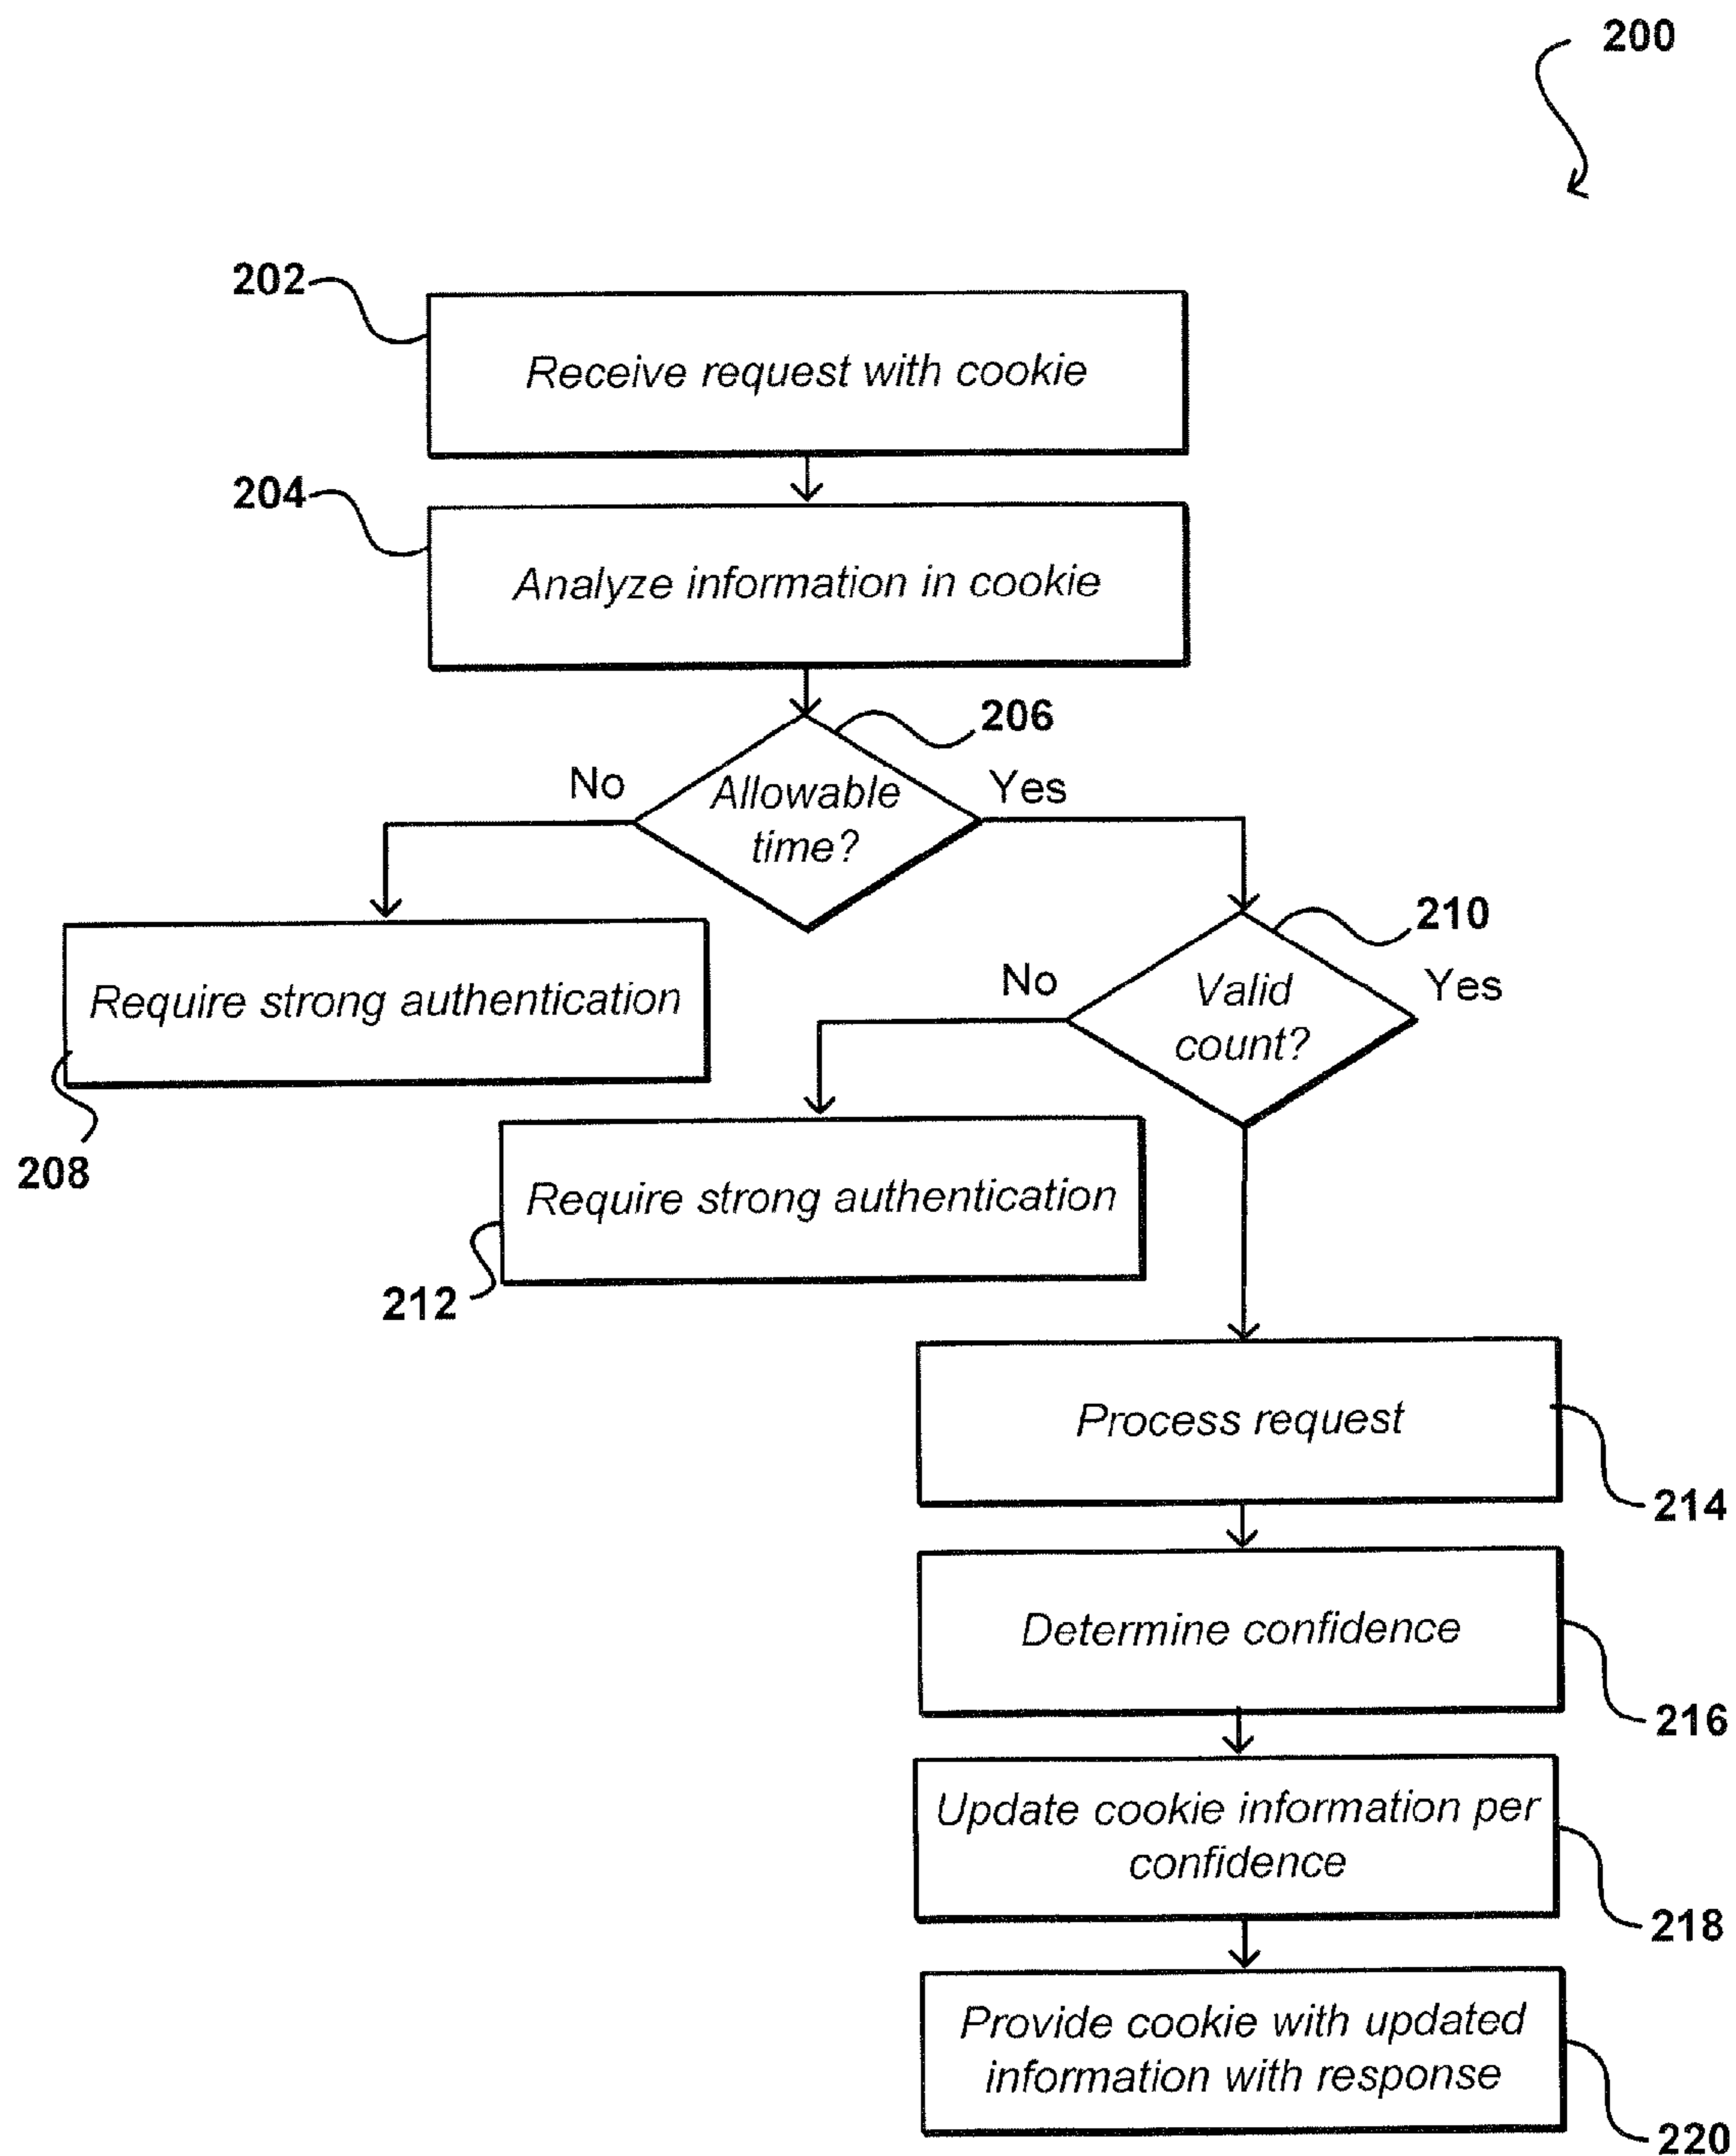 200
202
Receive request with cookie
204
Analyze information in cookie
206
No
Allowable
time?
Yes
208
Require strong authentication
210
No
Valid
count?
Yes
212
Require strong authentication
Process request
214
Determine confidence
216
Update cookie information per
confidence
218
Provide cookie with updated
information with response
220